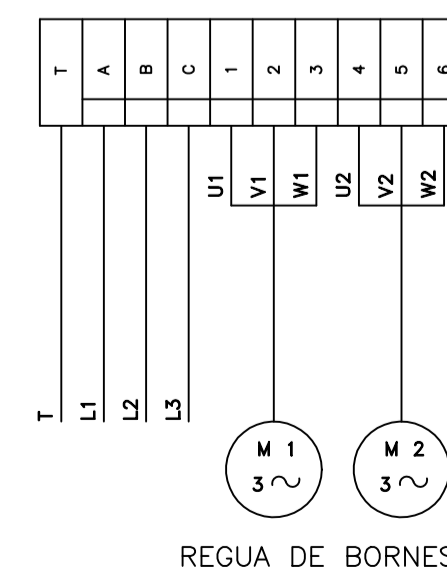 T A B C 1 2 3 4 5 6
U1 V1 W1 U2 V2 W2
T L1 L2 L3
M 1 M 2
3 3
REGUA DE BORNES